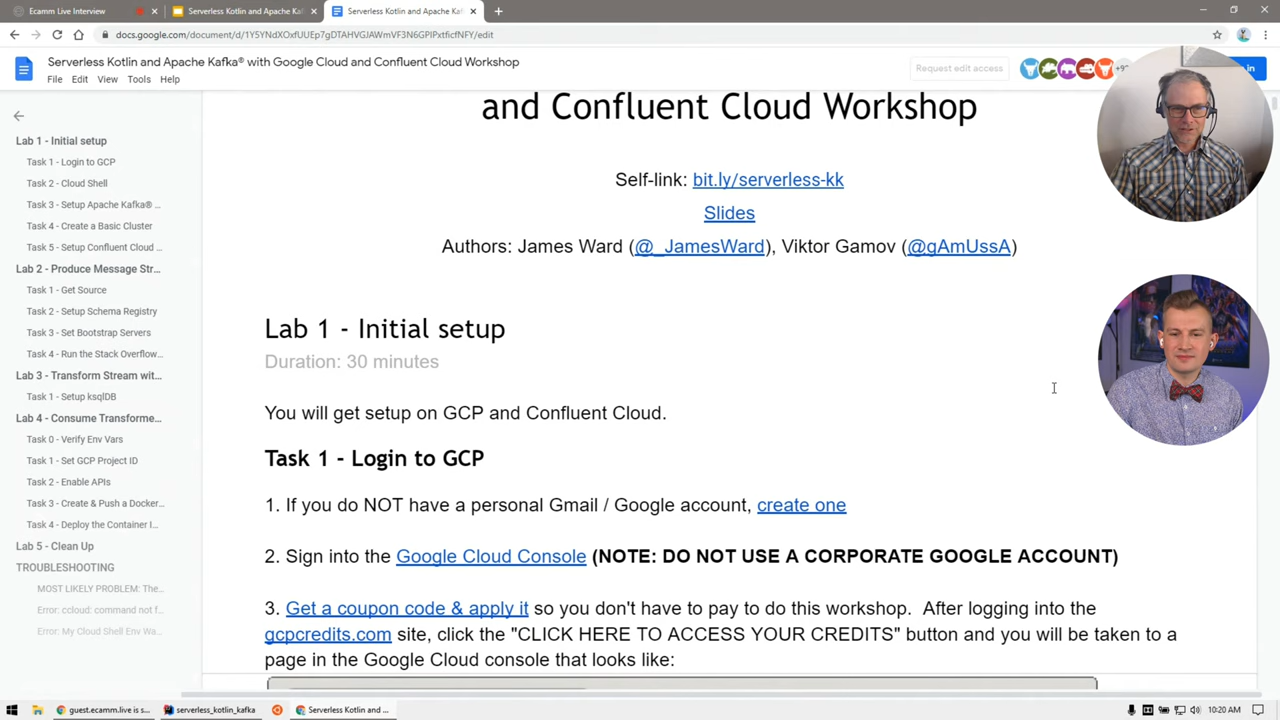 Ecamm Live Interview
Serverless Kotlin and Apache Ka
Serverless Kotlin and Apache Ka
docs.google.com/document/d/1Y5YNdXOxfUUEp7gDTAHVGJAWmVF3N6GPIPxtficfNFY/edit
Serverless Kotlin and Apache Kafka® with Google Cloud and Confluent Cloud Workshop
File Edit View Tools Help
Request edit access
Lab 1 - Initial setup
Task 1 - Login to GCP
Task 2 - Cloud Shell
Task 3 - Setup Apache Kafka® ...
Task 4 - Create a Basic Cluster
Task 5 - Setup Confluent Cloud ...
Lab 2 - Produce Message Str...
Task 1 - Get Source
Task 2 - Setup Schema Registry
Task 3 - Set Bootstrap Servers
Task 4 - Run the Stack Overflow...
Lab 3 - Transform Stream wit...
Task 1 - Setup ksqlDB
Lab 4 - Consume Transforme...
Task 0 - Verify Env Vars
Task 1 - Set GCP Project ID
Task 2 - Enable APIs
Task 3 - Create & Push a Docker...
Task 4 - Deploy the Container I...
Lab 5 - Clean Up
TROUBLESHOOTING
MOST LIKELY PROBLEM: The...
Error: ccloud: command not f...
Error: My Cloud Shell Env Wa...
and Confluent Cloud Workshop
Self-link: bit.ly/serverless-kk
Slides
Authors: James Ward (@_JamesWard), Viktor Gamov (@gAmUssA)
Lab 1 - Initial setup
Duration: 30 minutes
You will get setup on GCP and Confluent Cloud.
Task 1 - Login to GCP
1. If you do NOT have a personal Gmail / Google account, create one
2. Sign into the Google Cloud Console (NOTE: DO NOT USE A CORPORATE GOOGLE ACCOUNT)
3. Get a coupon code & apply it so you don't have to pay to do this workshop. After logging into the
gcpcredits.com site, click the "CLICK HERE TO ACCESS YOUR CREDITS" button and you will be taken to a
page in the Google Cloud console that looks like:
guest.ecamm.live is s...
serverless_kotlin_kafka
Serverless Kotlin and ...
10:20 AM